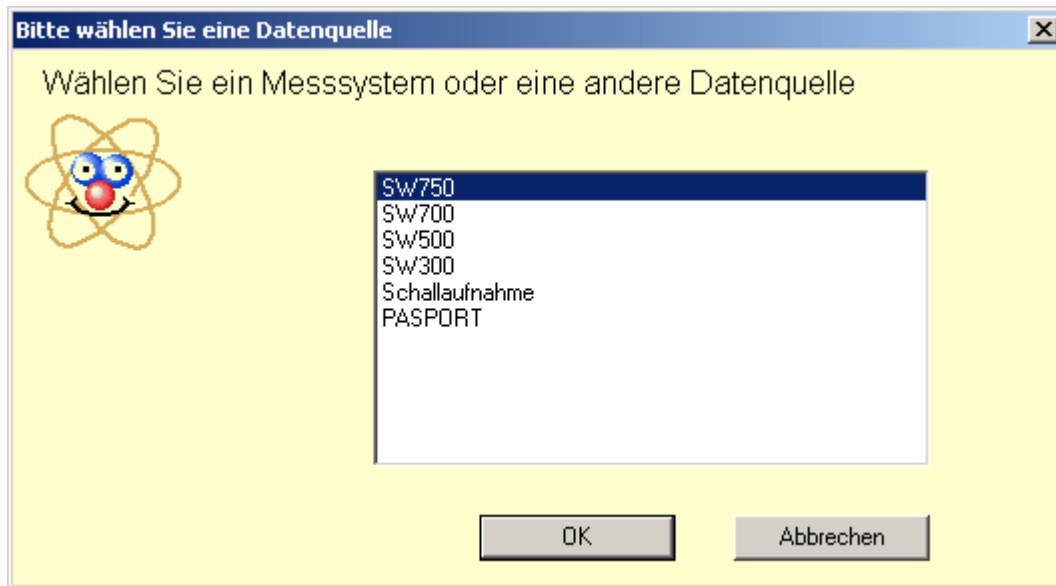 Bitte wählen Sie eine Datenquelle
Wählen Sie ein Messsystem oder eine andere Datenquelle
SW750
SW700
SW500
SW300
Schallaufnahme
PASPORT
OK
Abbrechen